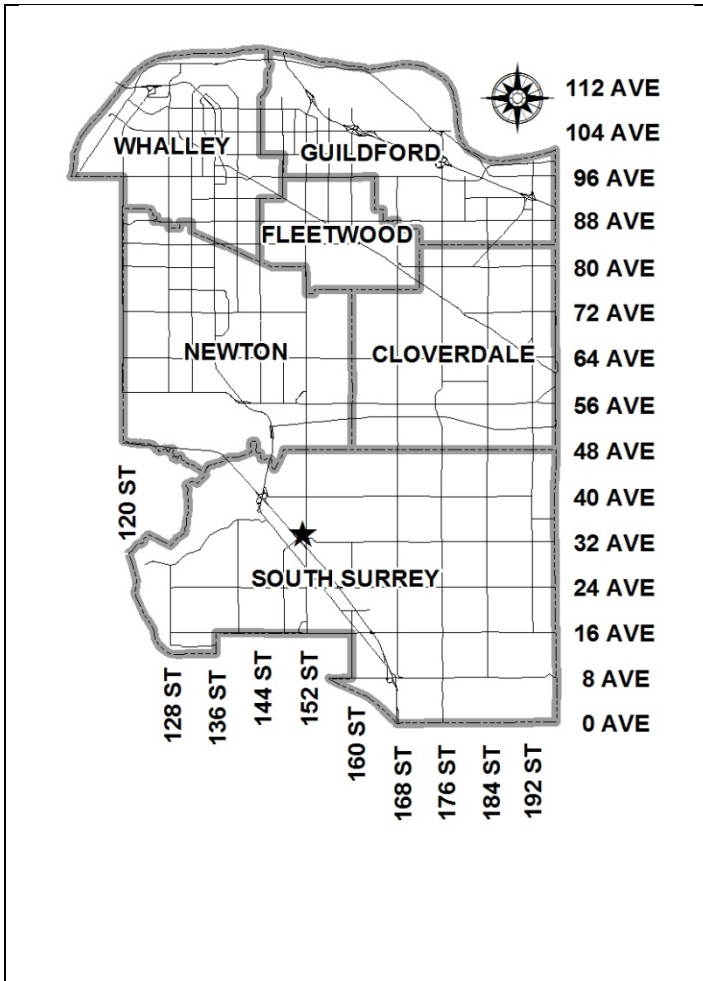 112 AVE
104 AVE
WHALLEY
GUILDFORD
96 AVE
88 AVE
FLEETWOOD
80 AVE
72 AVE
NEWTON
CLOVERDALE
64 AVE
56 AVE
48 AVE
120 ST
40 AVE
32 AVE
SOUTH SURREY
24 AVE
16 AVE
8 AVE
0 AVE
128 ST
136 ST
144 ST
152 ST
160 ST
168 ST
176 ST
184 ST
192 ST